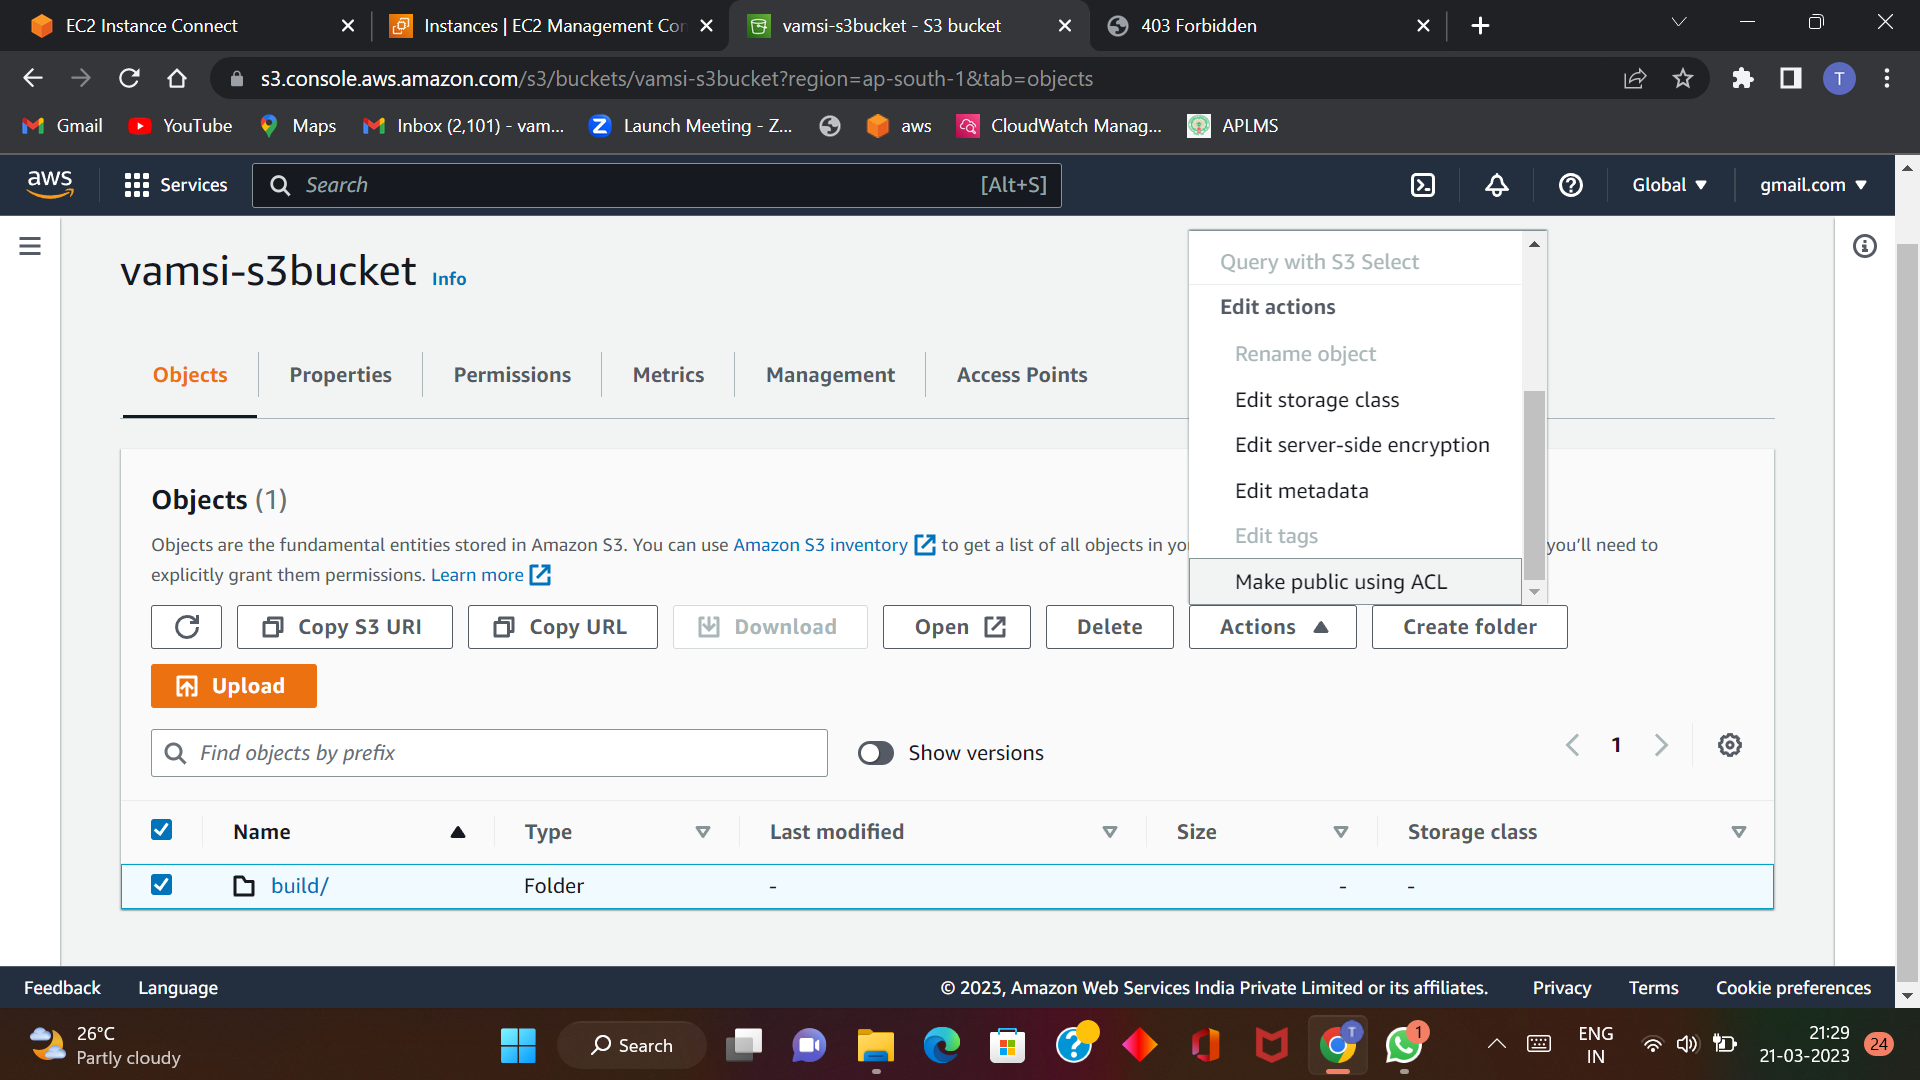 EC2 Instance Connect
Instances | EC2 Management Con
vamsi-s3bucket - S3 bucket
403 Forbidden
s3.console.aws.amazon.com/s3/buckets/vamsi-s3bucket?region=ap-south-1&tab=objects
T
Gmail
YouTube
Maps
Inbox (2,101) - vam...
Launch Meeting - Z...
aws
CloudWatch Manag...
APLMS
aws
Services
Search
[Alt+S]
Global
gmail.com
vamsi-s3bucket Info
Query with S3 Select
Edit actions
Rename object
Edit storage class
Edit server-side encryption
Edit metadata
Edit tags
Make public using ACL
Objects
Properties
Permissions
Metrics
Management
Access Points
Objects (1)
Objects are the fundamental entities stored in Amazon S3. You can use Amazon S3 inventory to get a list of all objects in yo you'll need to
explicitly grant them permissions. Learn more
Copy S3 URI
Copy URL
Download
Open
Delete
Actions
Create folder
Upload
Find objects by prefix
Show versions
1
Name
Type
Last modified
Size
Storage class
build/
Folder
-
-
-
Feedback
Language
© 2023, Amazon Web Services India Private Limited or its affiliates.
Privacy
Terms
Cookie preferences
26°C
Partly cloudy
Search
T
1
ENG
IN
21:29
21-03-2023
24